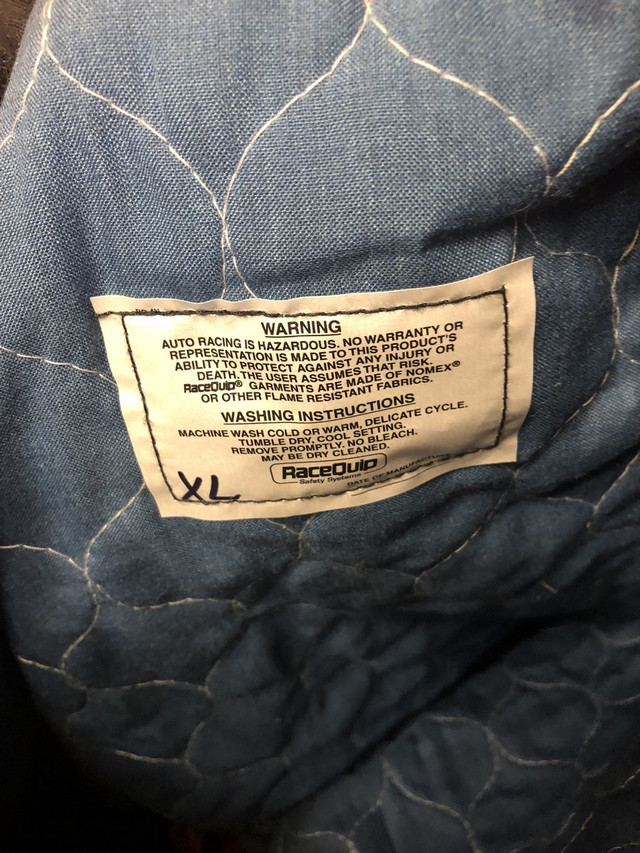 WARNING
AUTO RACING IS HAZARDOUS. NO WARRANTY OR
REPRESENTATION IS MADE TO THIS PRODUCT'S
ABILITY TO PROTECT AGAINST ANY INJURY OR
DEATH. THE USER ASSUMES THAT RISK.
RaceQuip® GARMENTS ARE MADE OF NOMEX®
OR OTHER FLAME RESISTANT FABRICS.
WASHING INSTRUCTIONS
MACHINE WASH COLD OR WARM, DELICATE CYCLE.
TUMBLE DRY, COOL SETTING.
REMOVE PROMPTLY. NO BLEACH.
MAY BE DRY CLEANED.
RaceQuip
Safety Systems
DATE OF MANUFACTURE
XL